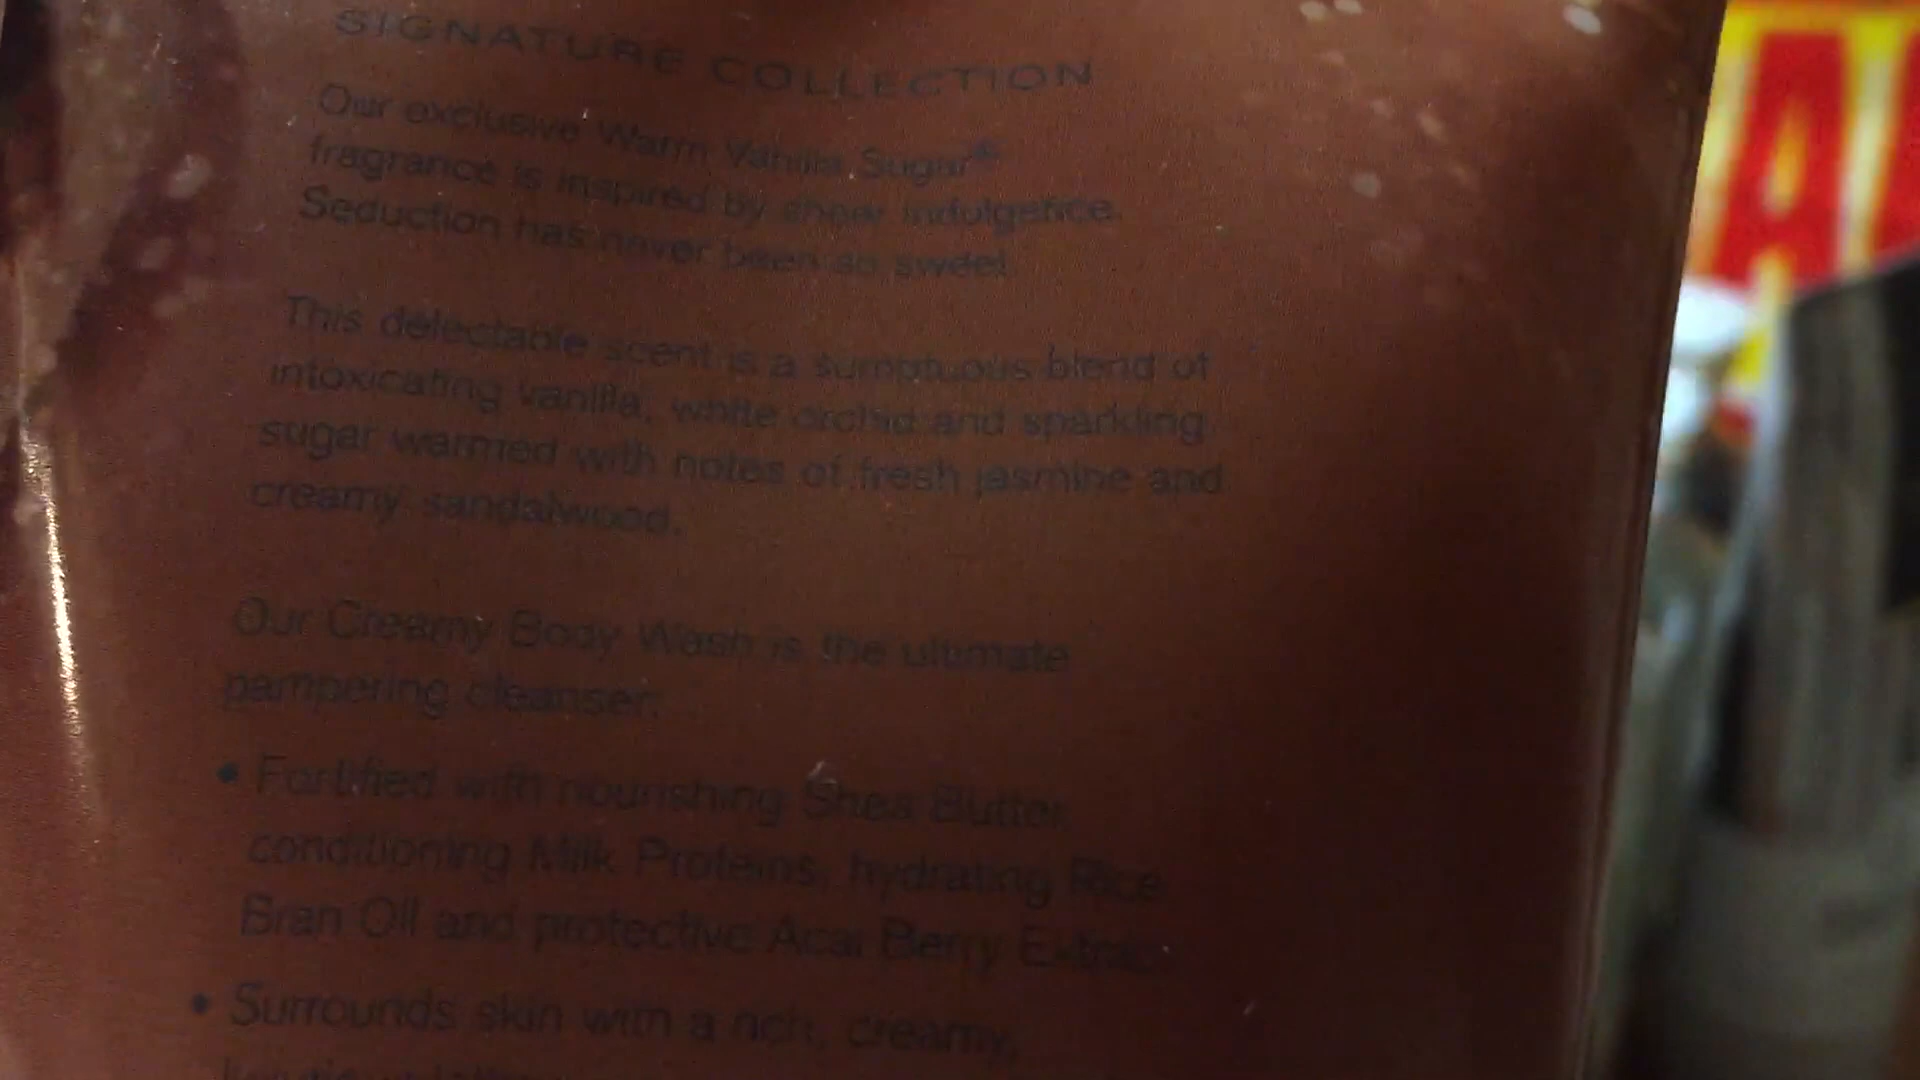 SIGNATURE COLLECTION
Our exclusive Warm Vanilla Sugar®
fragrance is inspired by sheer indulgence.
Seduction has never been so sweet.
This delectable scent is a sumptuous blend of
intoxicating vanilla, white orchid and sparkling
sugar warmed with notes of fresh jasmine and
creamy sandalwood.
Our Creamy Body Wash is the ultimate
pampering cleanser:
• Fortified with nourishing Shea Butter,
conditioning Milk Proteins, hydrating Rice
Bran Oil and protective Acai Berry Extract
• Surrounds skin with a rich, creamy,